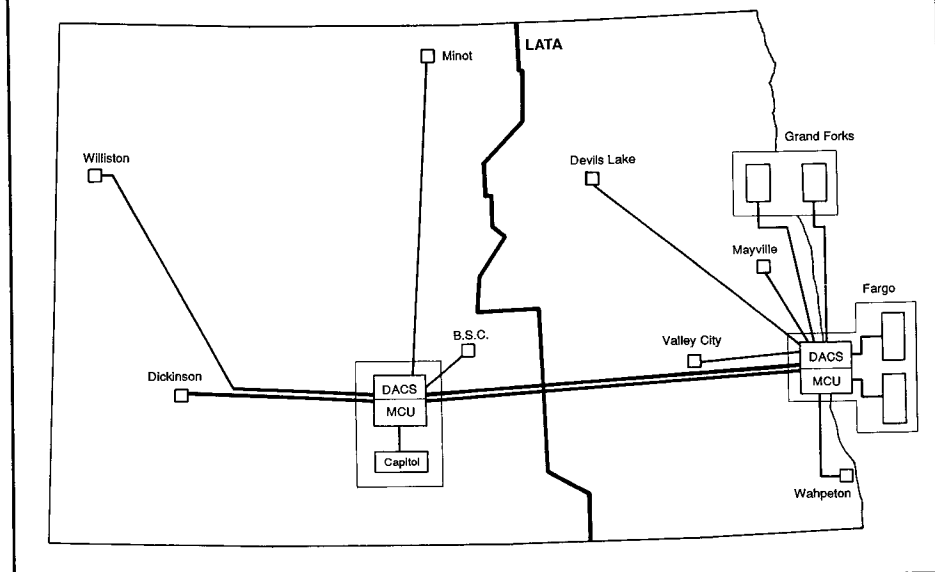 LATA
Minot
Grand Forks
Williston
Devils Lake
Mayville
Fargo
B.S.C.
Valley City
DACS
MCU
Dickinson
DACS
MCU
Capitol
Wahpeton